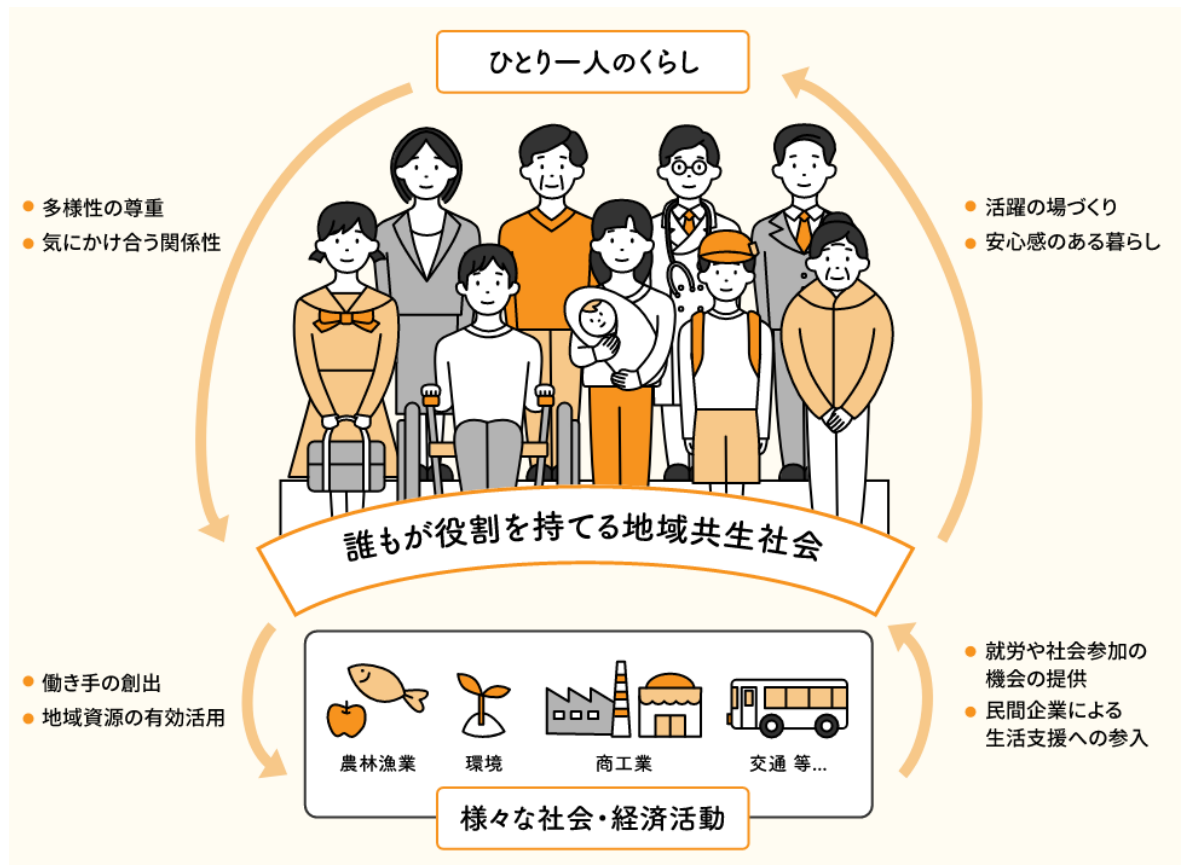 ひとり一人のくらし
多様性の尊重
気にかけ合う関係性
活躍の場づくり
安心感のある暮らし
誰もが役割を持てる地域共生社会
働き手の創出
地域資源の有効活用
就労や社会参加の
機会の提供
民間企業による
生活支援への参入
農林漁業
環境
商工業
交通 等...
様々な社会・経済活動